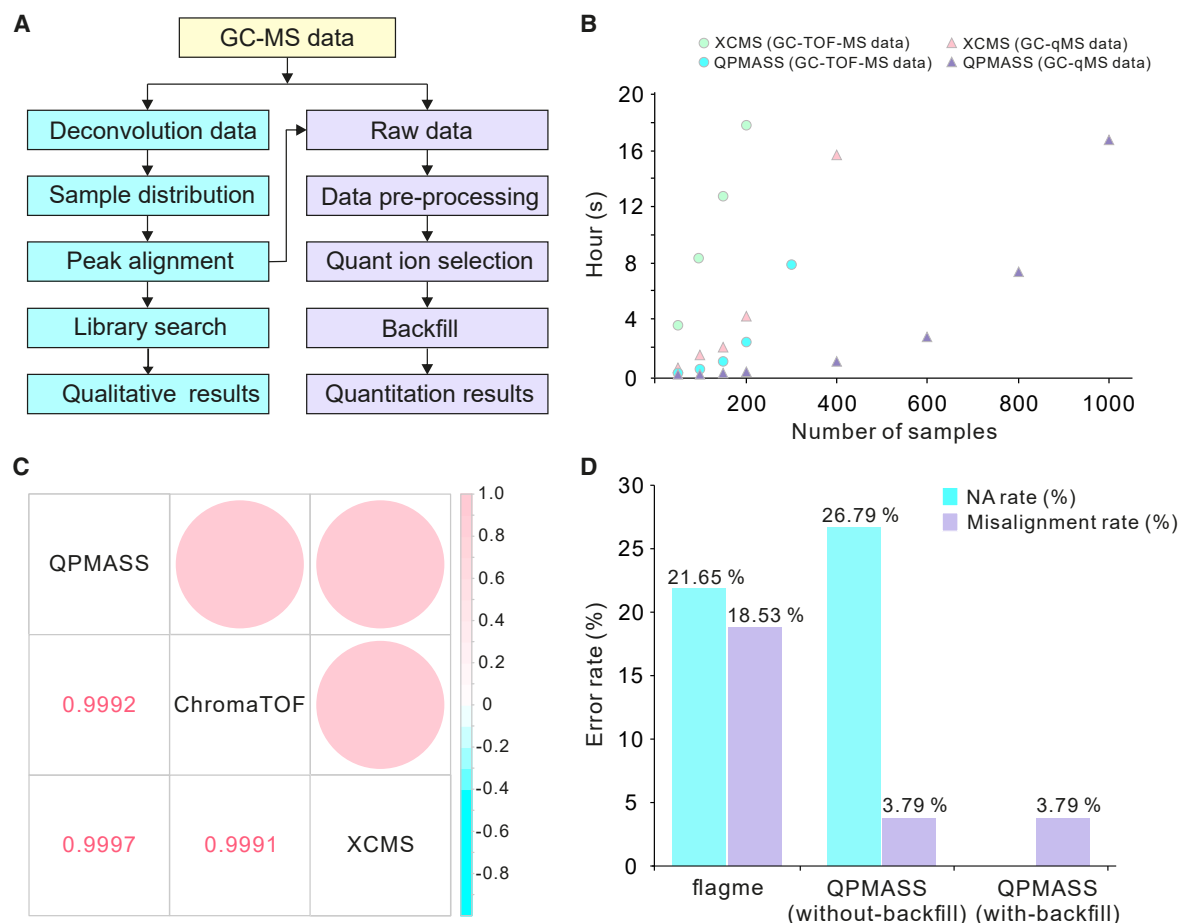 A
GC-MS data
Deconvolution data
Sample distribution
Peak alignment
Library search
Qualitative results
Raw data
Data pre-processing
Quant ion selection
Backfill
Quantitation results
B
XCMS (GC-TOF-MS data)
XCMS (GC-qMS data)
QPMASS (GC-TOF-MS data)
QPMASS (GC-qMS data)
Hour (s)
20
16
12
8
4
0
200
400
600
800
1000
Number of samples
C
QPMASS
0.9992
ChromaTOF
0.9997
0.9991
XCMS
1.0
0.8
0.6
0.4
0.2
0
-0.2
-0.4
-0.6
-0.8
D
NA rate (%)
Misalignment rate (%)
Error rate (%)
30
25
20
15
10
5
0
21.65 %
18.53 %
26.79 %
3.79 %
3.79 %
flagme
QPMASS
(without-backfill)
QPMASS
(with-backfill)